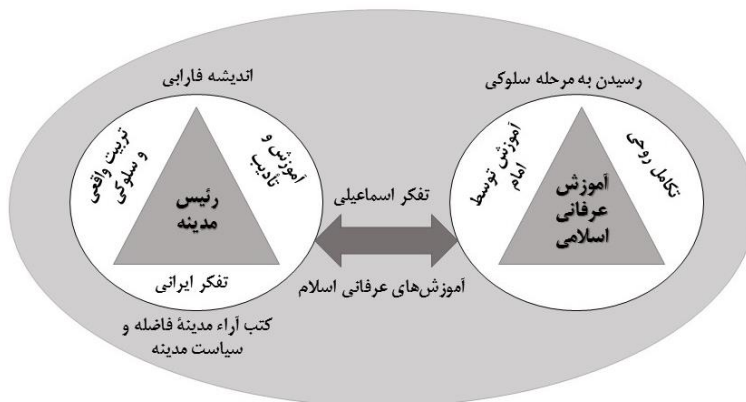 رسیدن به مرحله سلوکی
آموزش توسط
امام
تکامل روحی
آموزش
عرفانی
اسلامی
تفکر اسماعیلی
آموزش‌های عرفانی اسلام
اندیشه فارابی
آموزش و
تأدیب
تربیت واقعی
و سلوکی
رئیس
مدینه
تفکر ایرانی
کتب آراء مدینۀ فاضله و
سیاست مدینه